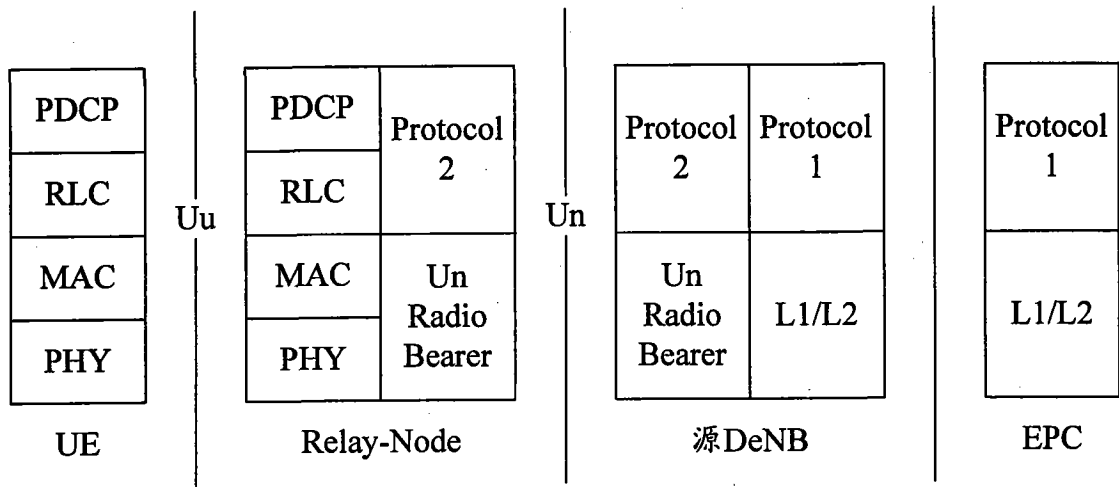 PDCP
RLC
MAC
PHY
UE
Uu
PDCP
RLC
MAC
PHY
Protocol
2
Un
Radio
Bearer
Relay-Node
Un
Protocol
2
Un
Radio
Bearer
Protocol
1
L1/L2
源DeNB
Protocol
1
L1/L2
EPC